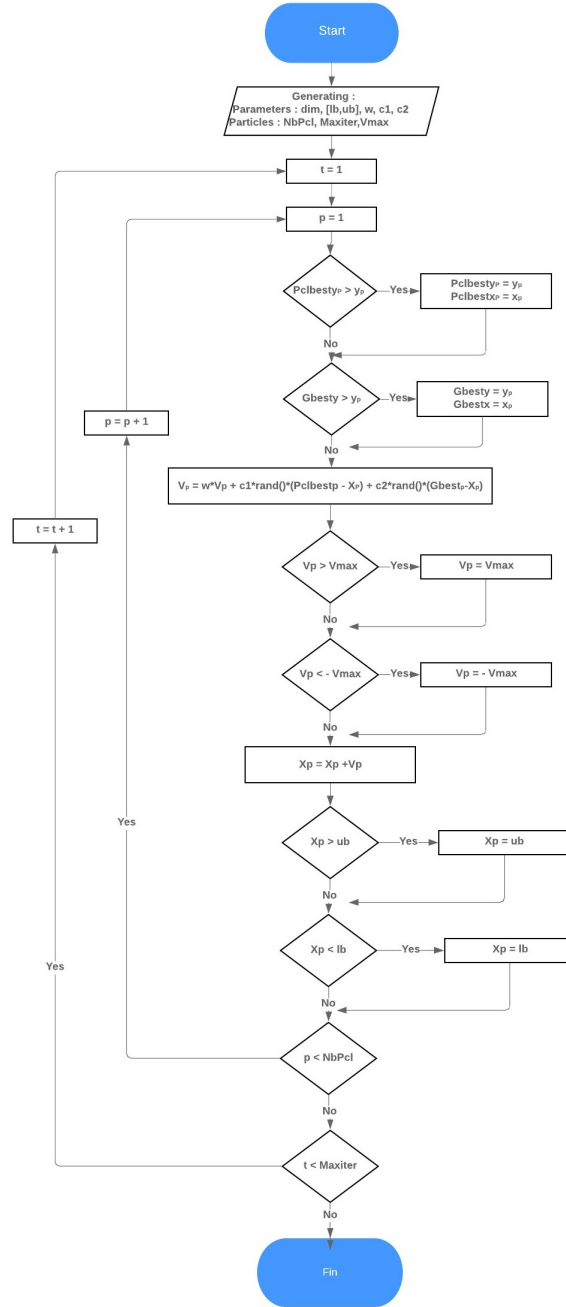 Start
Generating :
Parameters : dim, [lb,ub], w, c1, c2
Particles : NbPcl, Maxiter,Vmax
t = 1
p = 1
Pclbestyₚ > yₚ
Yes
Pclbestyₚ = yₚ
Pclbestxₚ = xₚ
No
Gbesty > yₚ
Yes
Gbesty = yₚ
Gbestx = xₚ
No
p = p + 1
Vₚ = w*Vₚ + c1*rand()*(Pclbestp - Xₚ) + c2*rand()*(Gbestₚ-Xₚ)
t = t + 1
Vp > Vmax
Yes
Vp = Vmax
No
Vp < - Vmax
Yes
Vp = - Vmax
No
Xp = Xp +Vp
Yes
Xp > ub
Yes
Xp = ub
No
Xp < lb
Yes
Xp = lb
Yes
No
p < NbPcl
No
t < Maxiter
No
Fin